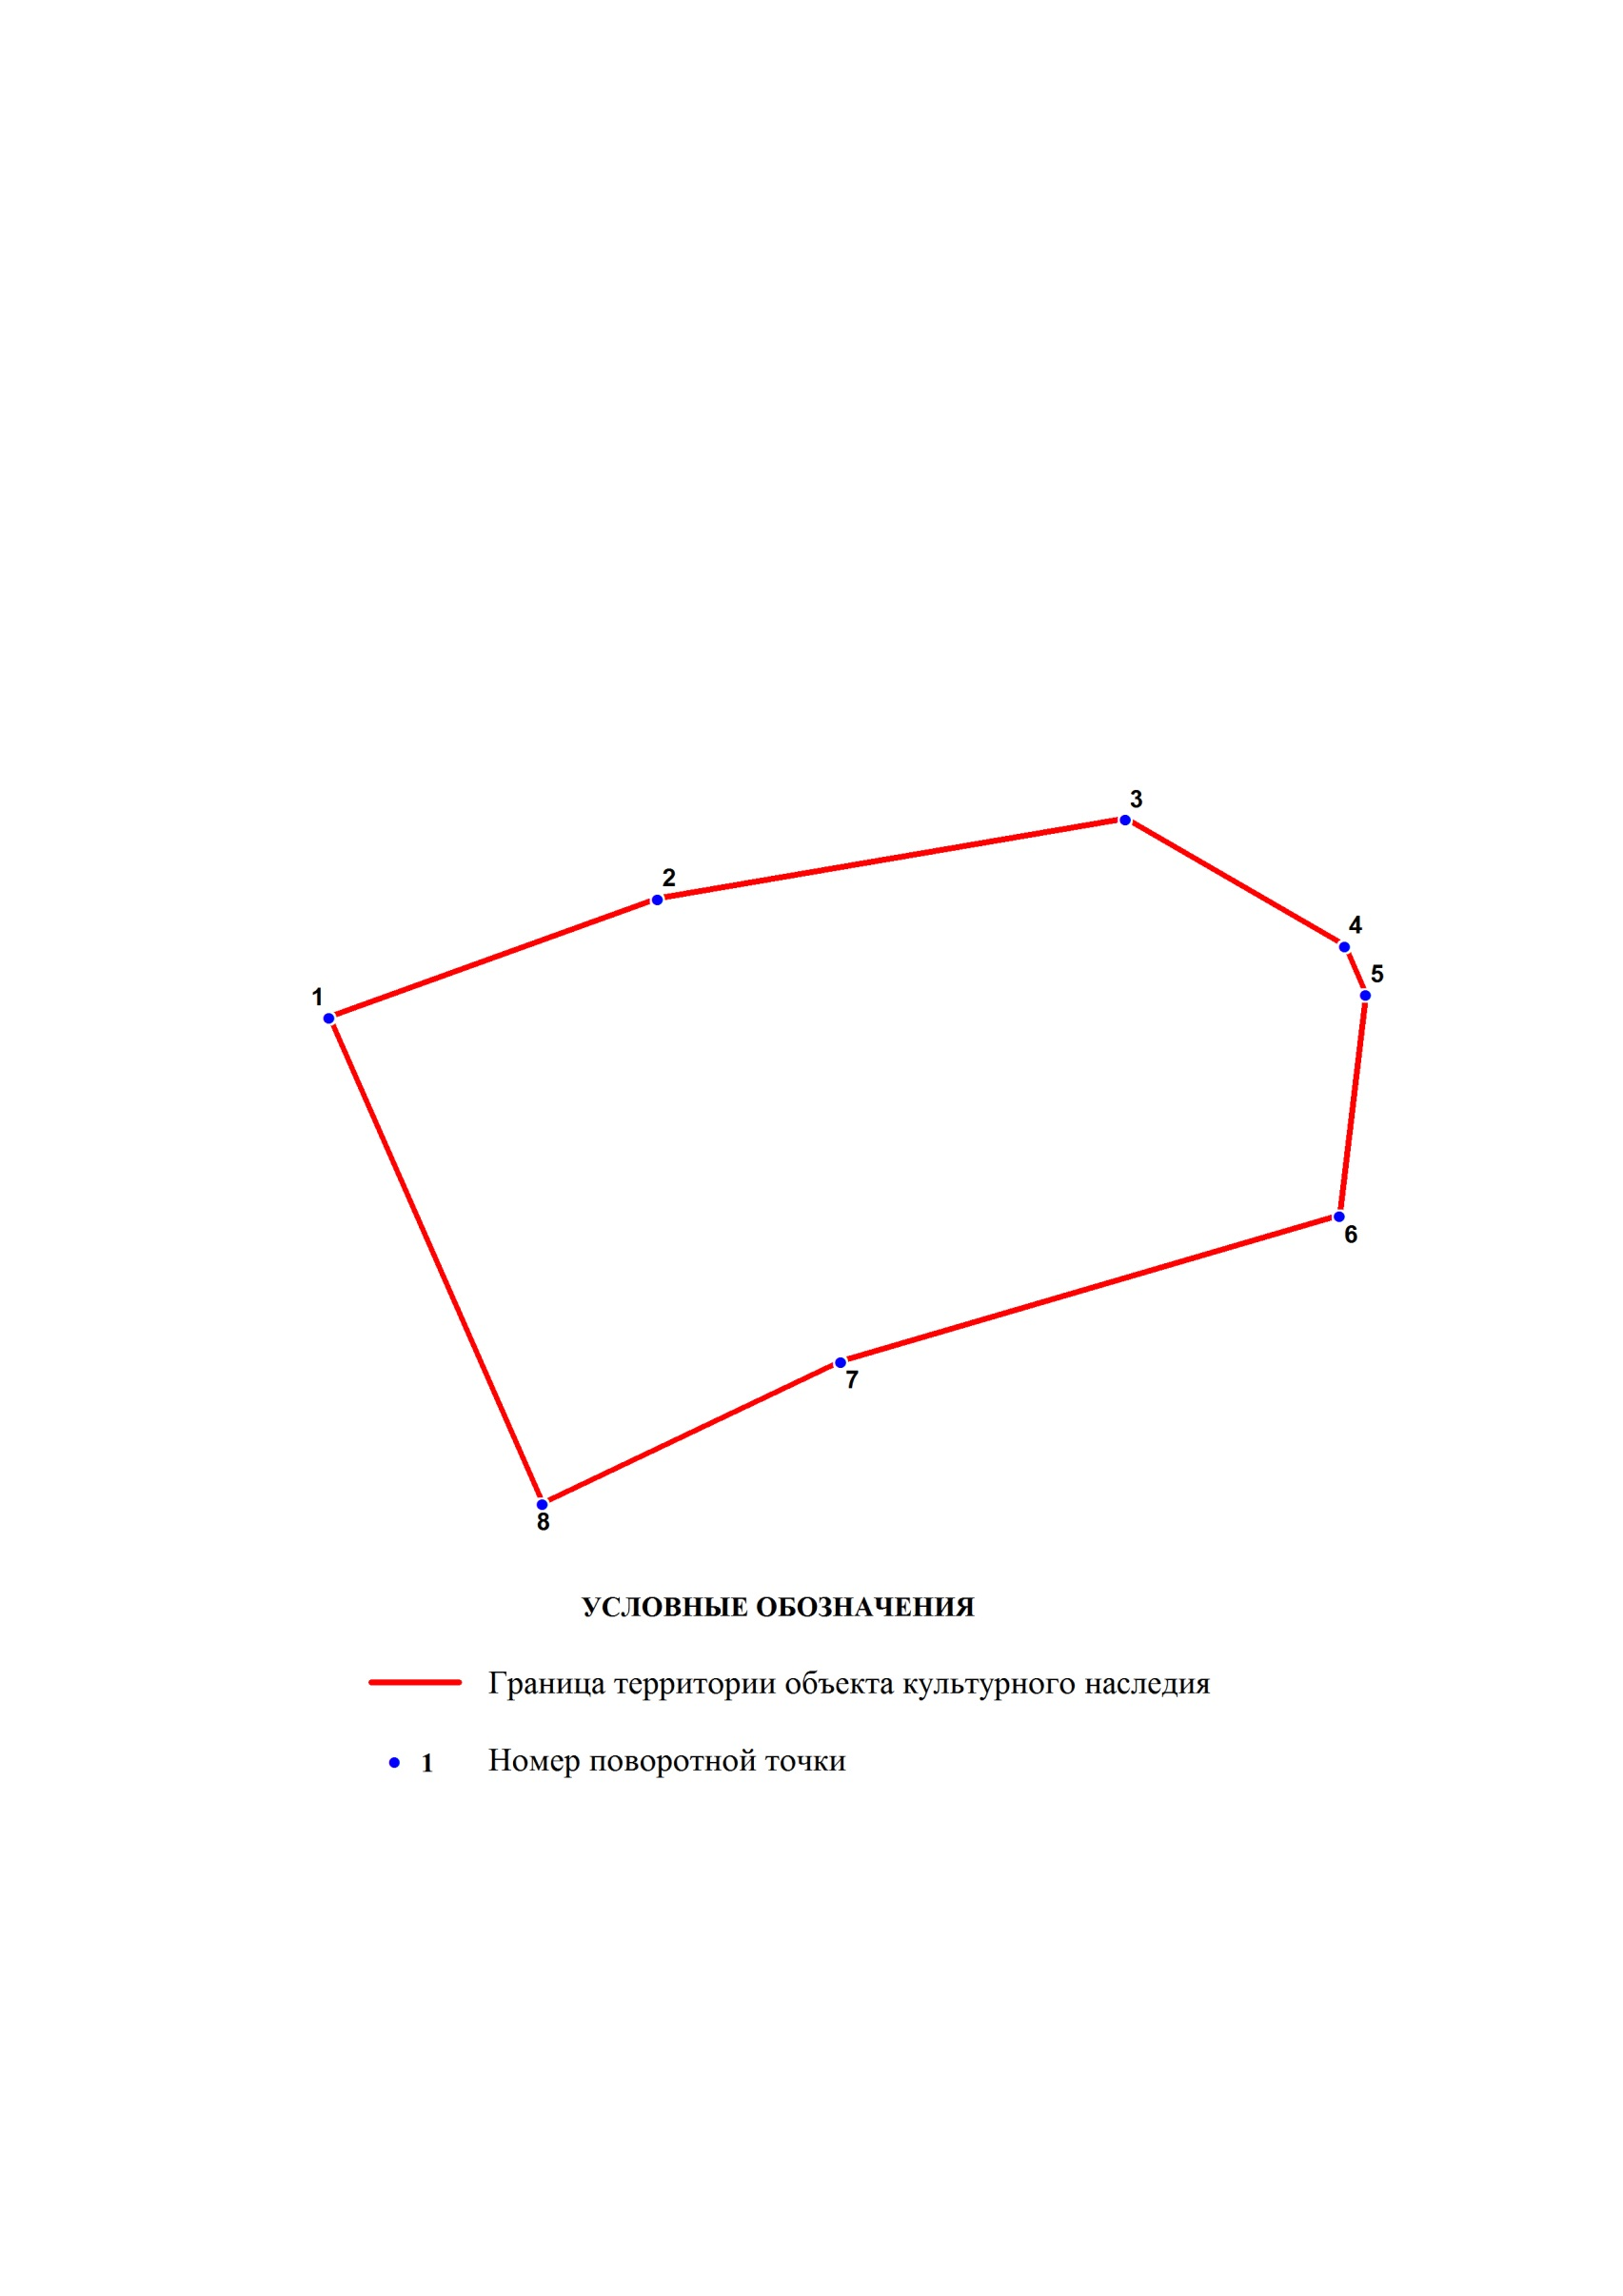 3
2
4
5
1
6
7
8
УСЛОВНЫЕ ОБОЗНАЧЕНИЯ
Граница территории объекта культурного наследия
1 Номер поворотной точки